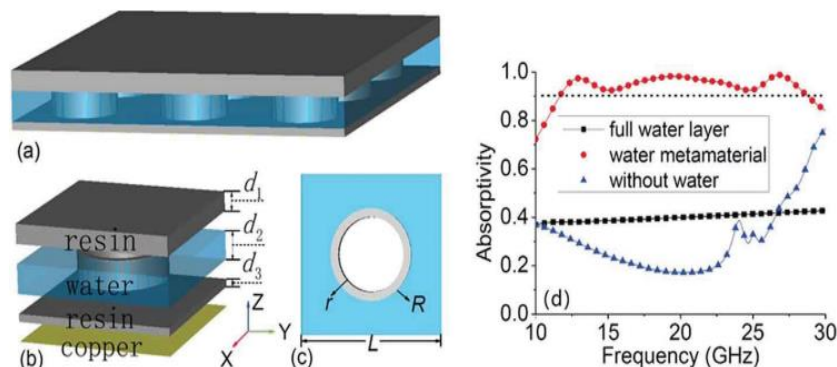 (a)
resin
water
resin
copper
d₁
d₂
d₃
Z
Y
X
(b)
r
R
L
(c)
Absorptivity
1.0
0.8
0.6
0.4
0.2
0.0
full water layer
water metamaterial
without water
(d)
10 15 20 25 30
Frequency (GHz)